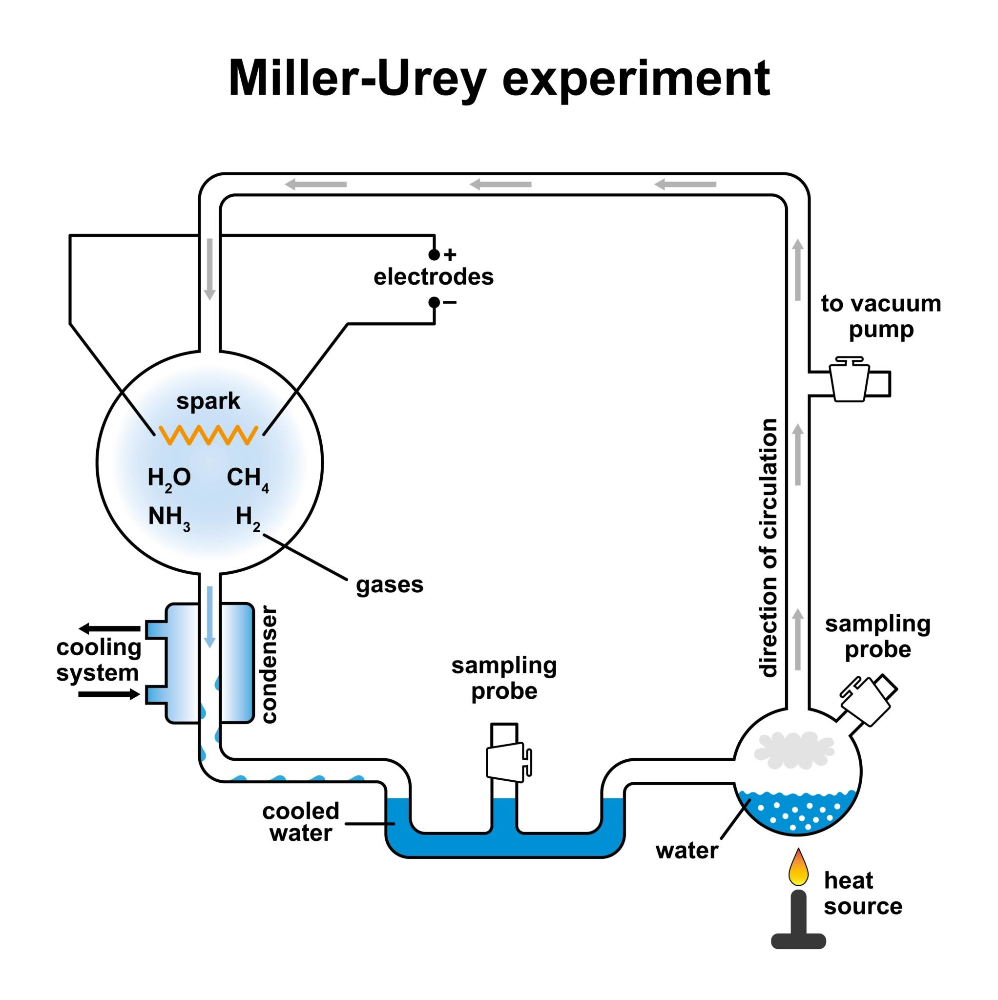 Miller-Urey experiment
+
electrodes
–
to vacuum
pump
spark
H₂O CH₄
NH₃ H₂
gases
direction of circulation
condenser
cooling
system
sampling
probe
sampling
probe
cooled
water
water
heat
source